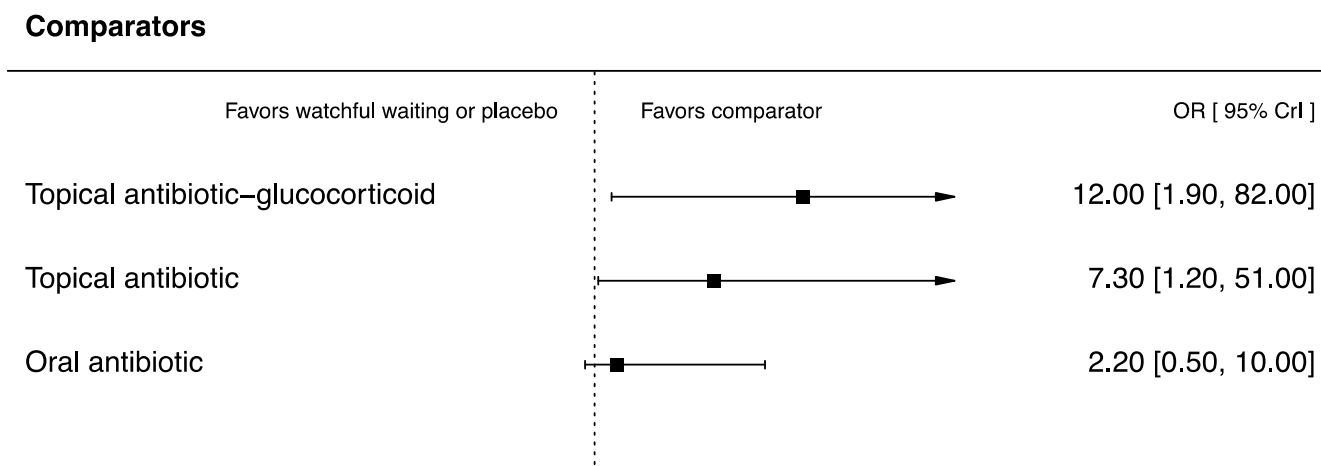 Comparators
Favors watchful waiting or placebo Favors comparator OR [ 95% CrI ]
Topical antibiotic–glucocorticoid 12.00 [1.90, 82.00]
Topical antibiotic 7.30 [1.20, 51.00]
Oral antibiotic 2.20 [0.50, 10.00]